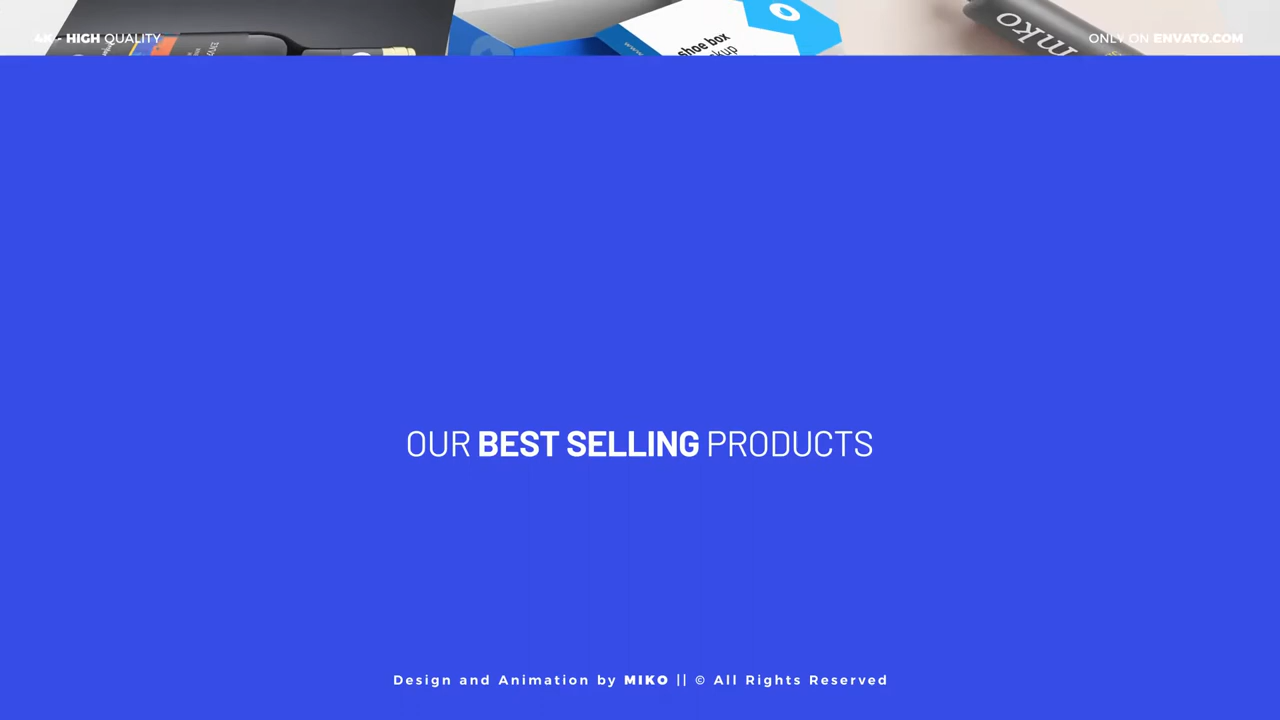 4K - HIGH QUALITY
ONLY ON ENVATO.COM
shoe box
mko
OUR BEST SELLING PRODUCTS
Design and Animation by MIKO || © All Rights Reserved